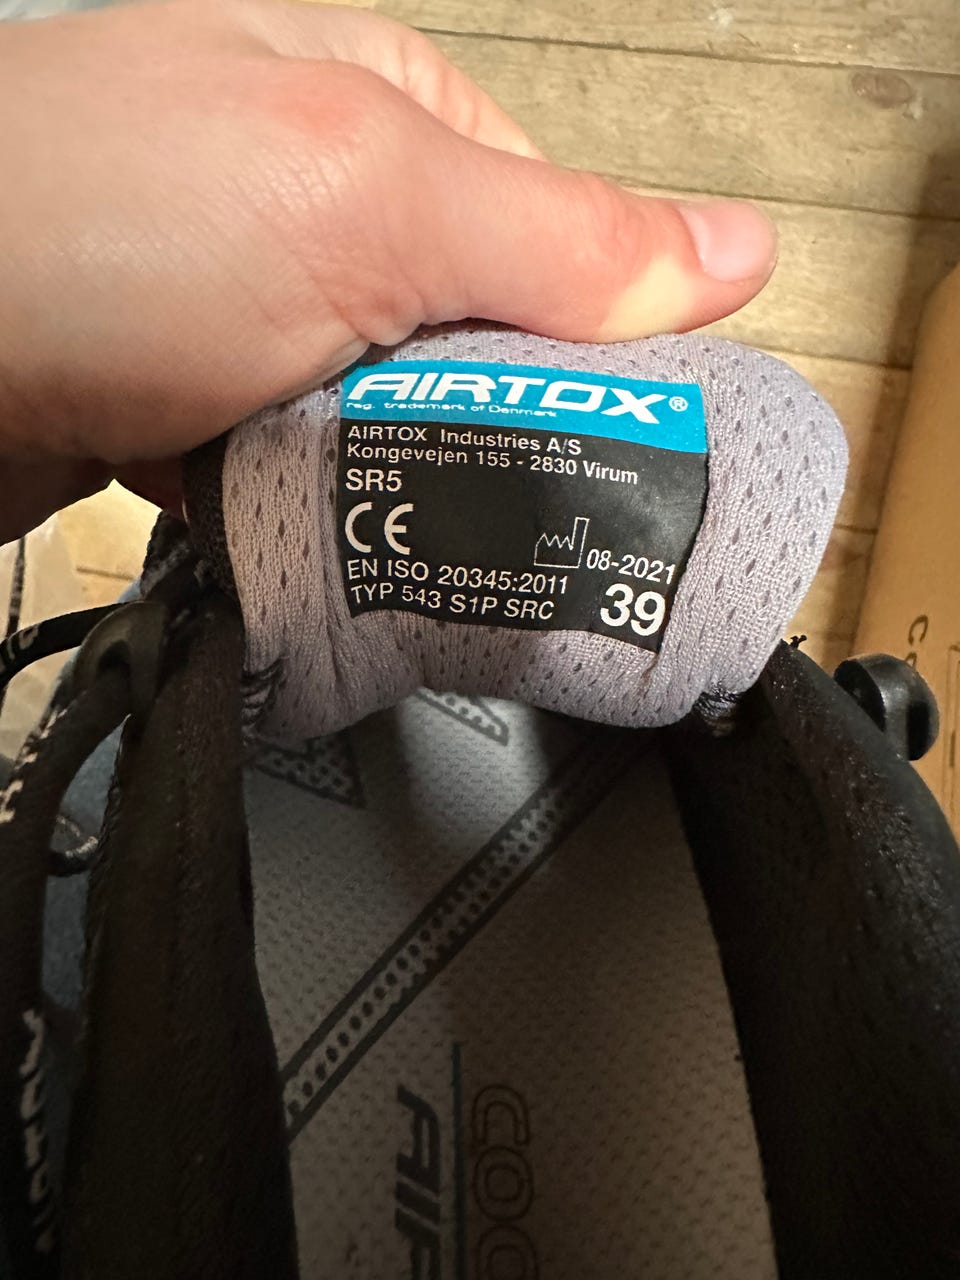 AIRTOX®
reg. trademark of Denmark
AIRTOX Industries A/S
Kongevejen 155 - 2830 Virum
SR5
CE
08-2021
EN ISO 20345:2011
39
TYP 543 S1P SRC